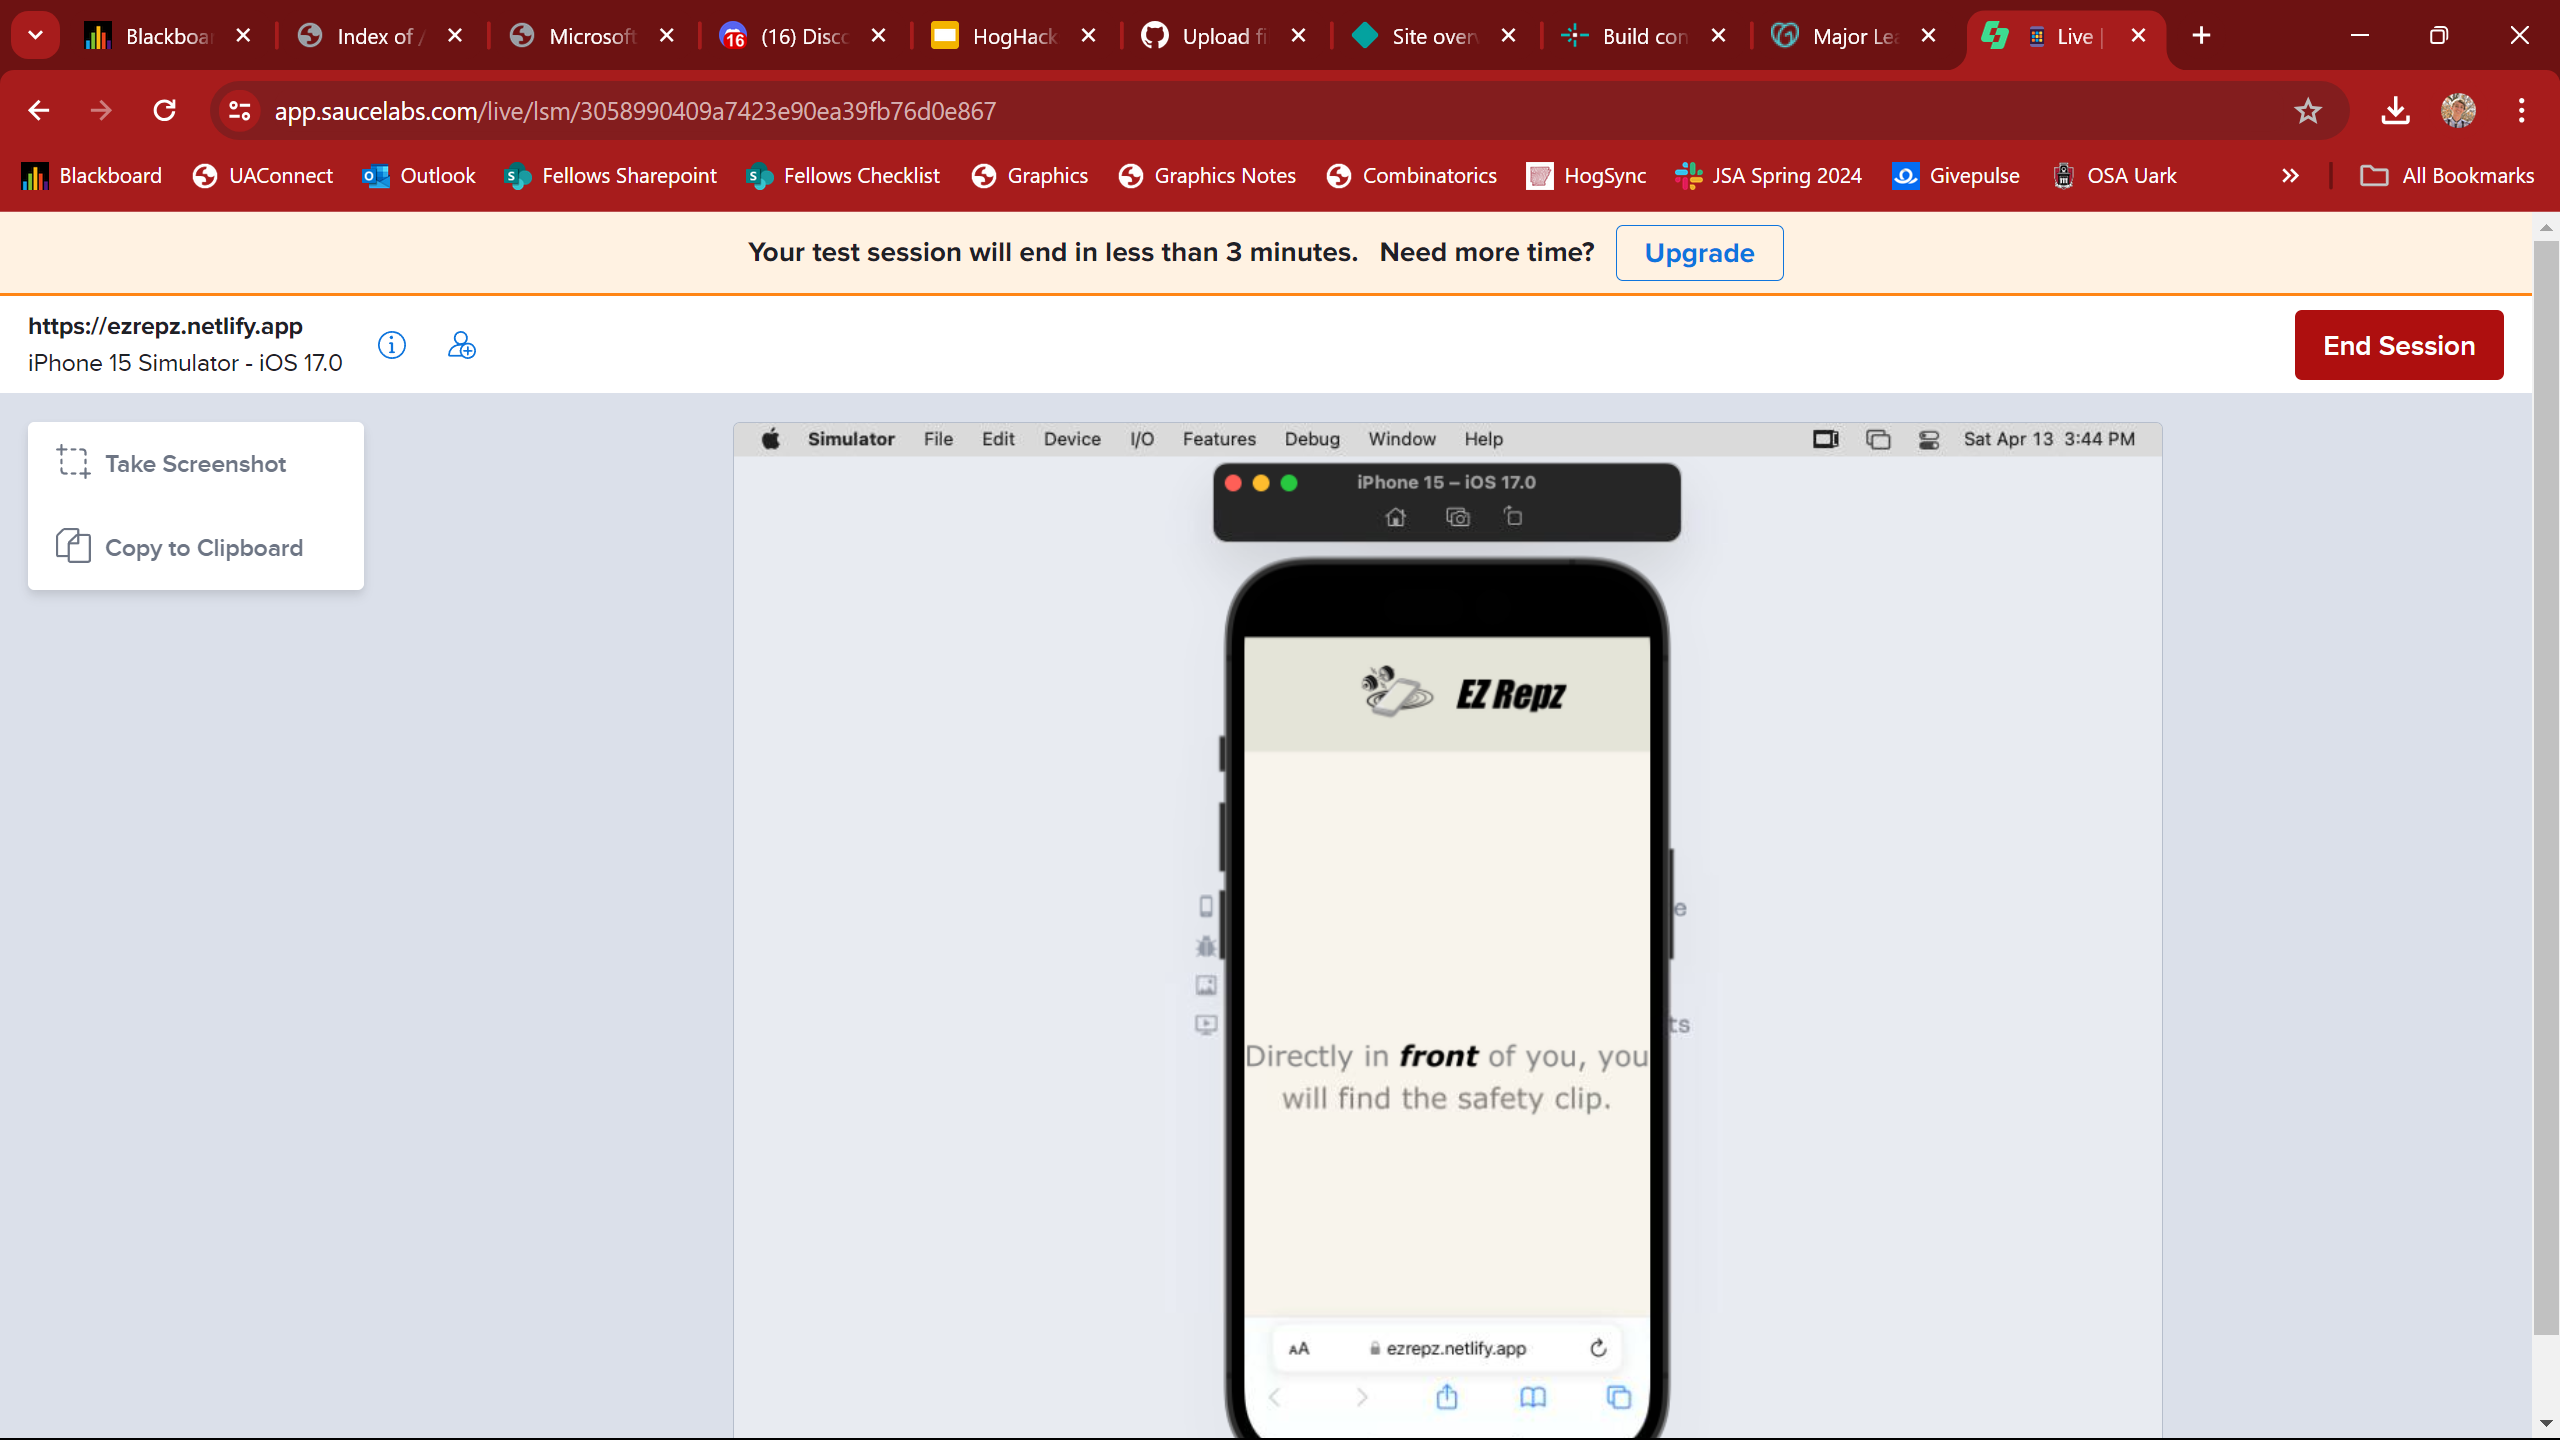 Blackboar
Index of /
Microsoft
(16) Disco
HogHack
Upload fi
Site over
Build con
Major Lea
Live |
app.saucelabs.com/live/lsm/3058990409a7423e90ea39fb76d0e867
Blackboard
UAConnect
Outlook
Fellows Sharepoint
Fellows Checklist
Graphics
Graphics Notes
Combinatorics
HogSync
JSA Spring 2024
Givepulse
OSA Uark
All Bookmarks
Your test session will end in less than 3 minutes. Need more time?
Upgrade
https://ezrepz.netlify.app
iPhone 15 Simulator - iOS 17.0
End Session
Take Screenshot
Copy to Clipboard
Simulator File Edit Device I/O Features Debug Window Help
Sat Apr 13 3:44 PM
iPhone 15 – iOS 17.0
EZ Repz
e
ts
Directly in front of you, you
will find the safety clip.
AA
ezrepz.netlify.app